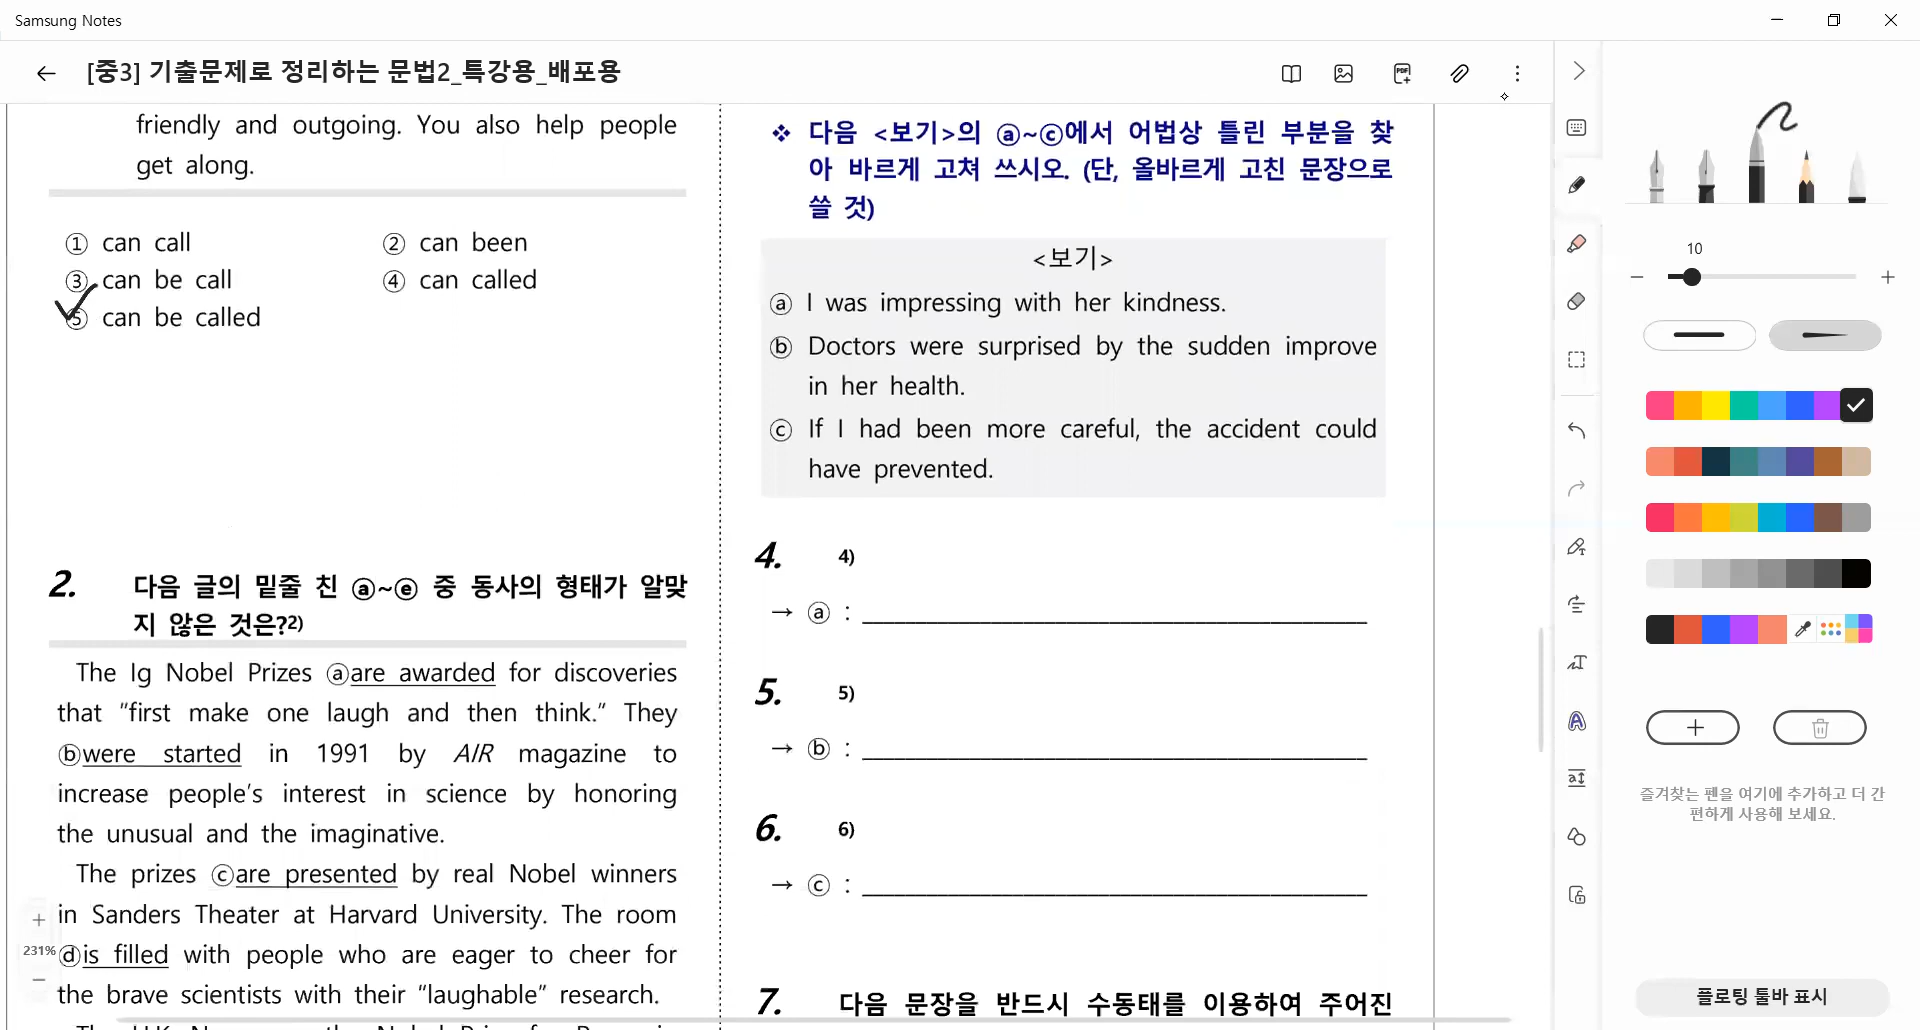 Samsung Notes
[중3] 기출문제로 정리하는 문법2_특강용_배포용
friendly and outgoing. You also help people
get along.
① can call
② can been
③ can be call
④ can called
⑤ can be called
2. 다음 글의 밑줄 친 ⓐ~ⓔ 중 동사의 형태가 알맞
지 않은 것은?2)
The Ig Nobel Prizes ⓐare awarded for discoveries
that "first make one laugh and then think." They
ⓑwere started in 1991 by AIR magazine to
increase people's interest in science by honoring
the unusual and the imaginative.
The prizes ⓒare presented by real Nobel winners
in Sanders Theater at Harvard University. The room
ⓓis filled with people who are eager to cheer for
the brave scientists with their "laughable" research.
❖ 다음 <보기>의 ⓐ~ⓒ에서 어법상 틀린 부분을 찾
아 바르게 고쳐 쓰시오. (단, 올바르게 고친 문장으로
쓸 것)
<보기>
ⓐ I was impressing with her kindness.
ⓑ Doctors were surprised by the sudden improve
in her health.
ⓒ If I had been more careful, the accident could
have prevented.
4. 4)
→ ⓐ :
5. 5)
→ ⓑ :
6. 6)
→ ⓒ :
7. 다음 문장을 반드시 수동태를 이용하여 주어진
231%
10
즐겨찾는 펜을 여기에 추가하고 더 간
편하게 사용해 보세요.
플로팅 툴바 표시